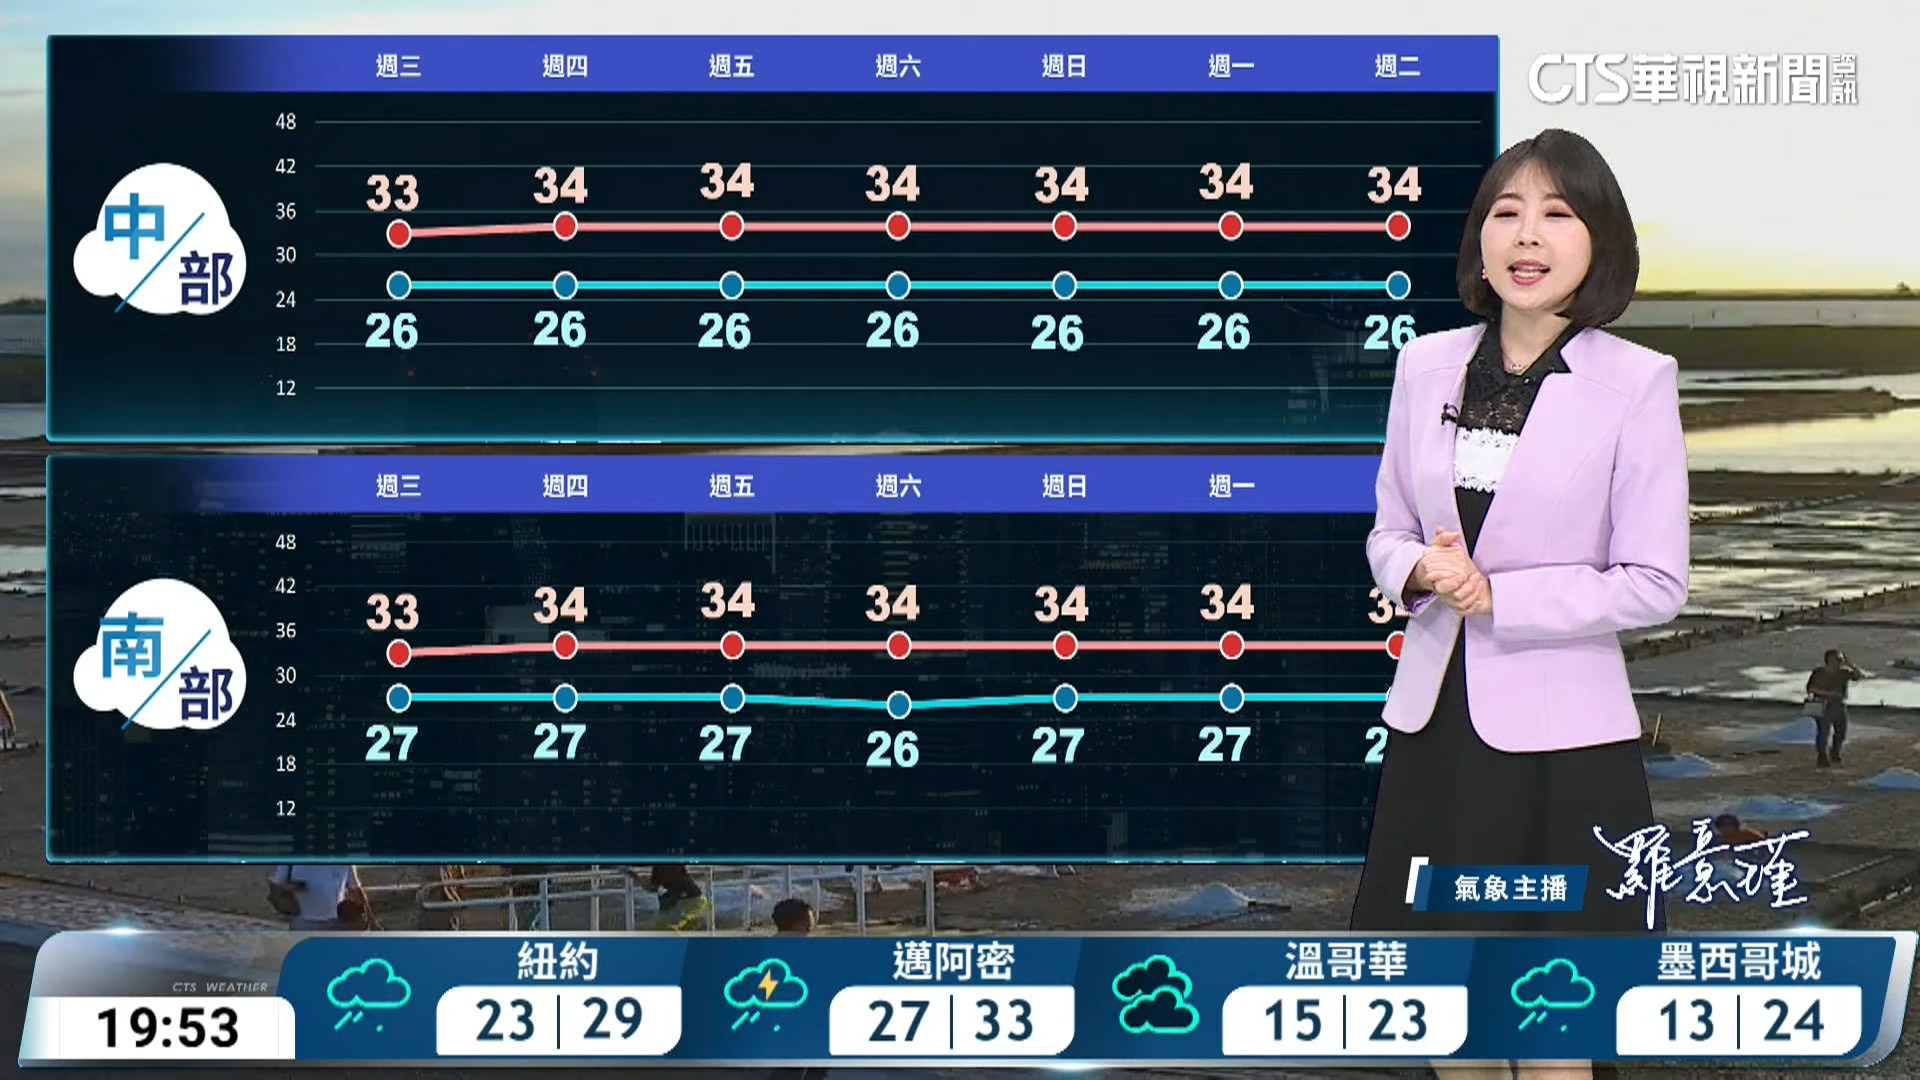 週三 週四 週五 週六 週日 週一 週二
CTS華視新聞資訊
48
42
36
30
24
18
12
33 34 34 34 34 34 34
26 26 26 26 26 26 26
中/部
週三 週四 週五 週六 週日 週一
48
42
36
30
24
18
12
33 34 34 34 34 34
27 27 27 26 27 27
南/部
氣象主播 羅意瑾
CTS WEATHER
19:53
紐約 23 | 29
邁阿密 27 | 33
溫哥華 15 | 23
墨西哥城 13 | 24